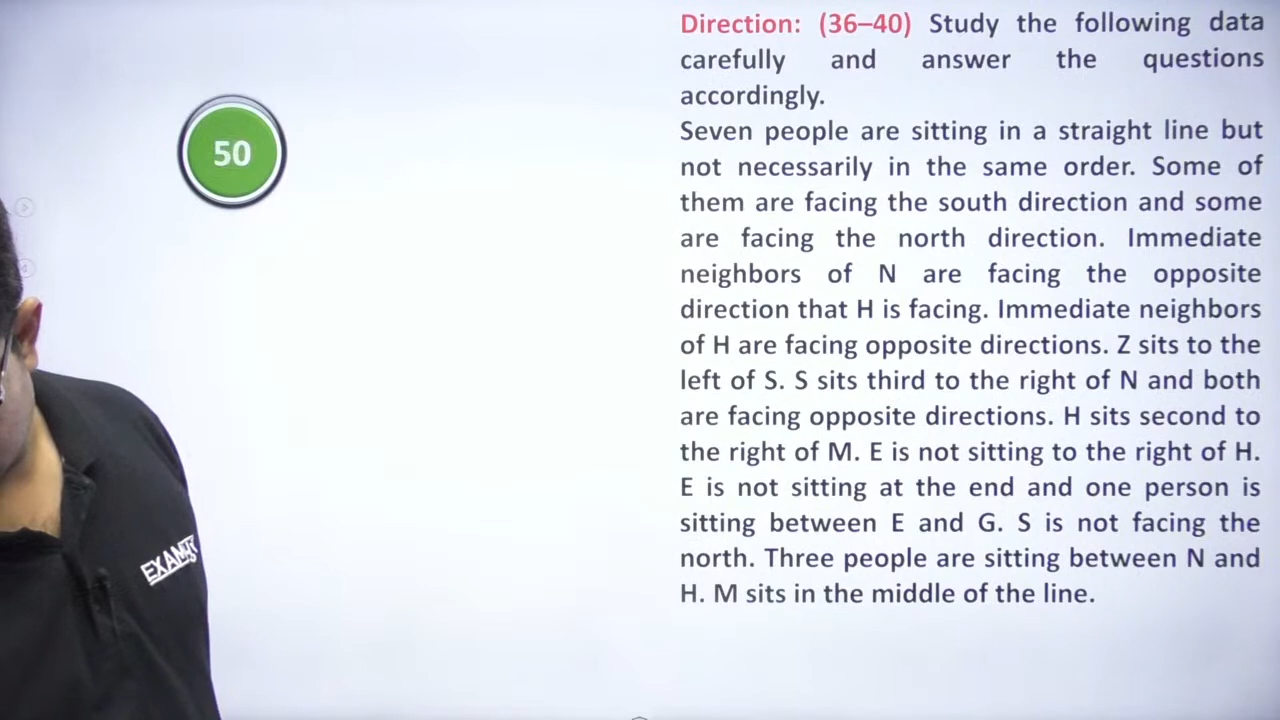 Direction: (36–40) Study the following data
carefully and answer the questions
accordingly.
Seven people are sitting in a straight line but
not necessarily in the same order. Some of
them are facing the south direction and some
are facing the north direction. Immediate
neighbors of N are facing the opposite
direction that H is facing. Immediate neighbors
of H are facing opposite directions. Z sits to the
left of S. S sits third to the right of N and both
are facing opposite directions. H sits second to
the right of M. E is not sitting to the right of H.
E is not sitting at the end and one person is
sitting between E and G. S is not facing the
north. Three people are sitting between N and
H. M sits in the middle of the line.
50